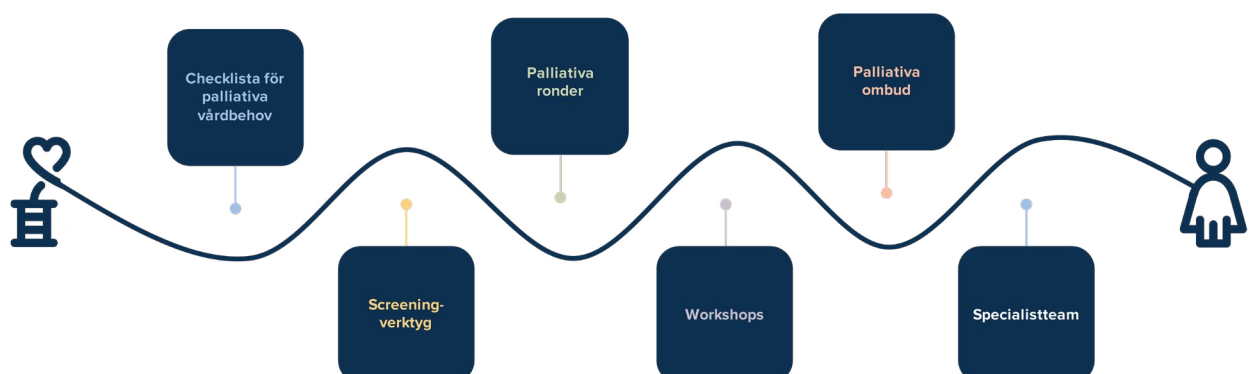 Checklista för
palliativa
vårdbehov
Screening-
verktyg
Palliativa
ronder
Workshops
Palliativa
ombud
Specialistteam